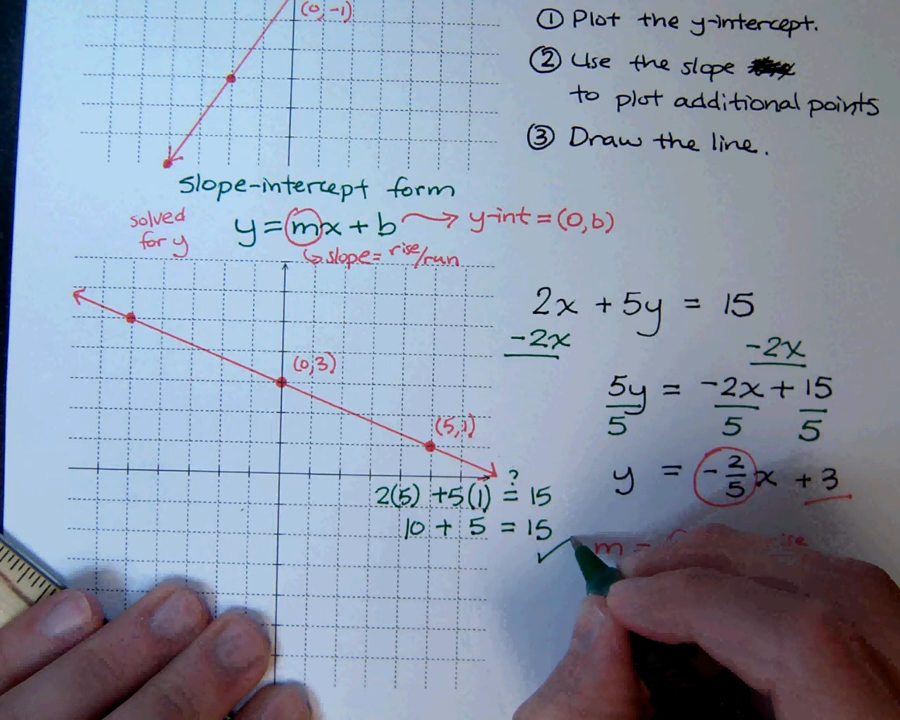 (0,-1)
① Plot the y-intercept.
② Use the slope
to plot additional points
③ Draw the line.
slope-intercept form
solved
for y
y=mx+b → y-int=(0,b)
↳ slope= rise/run
(0,3)
(5,1)
2(5) +5(1) ?= 15
10 + 5 = 15
✓
2x + 5y = 15
-2x -2x
5y/5 = -2x/5 + 15/5
y = -2/5 x + 3
m =